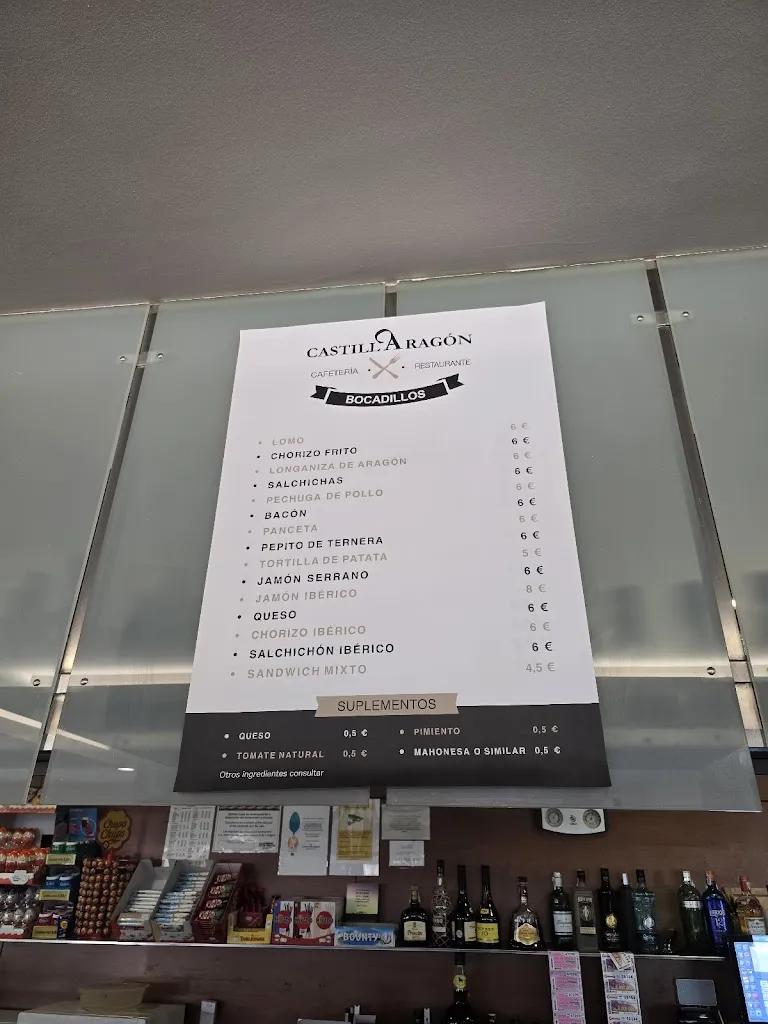 CASTILLARAGÓN
CAFETERÍA RESTAURANTE
BOCADILLOS
• LOMO 6 €
• CHORIZO FRITO 6 €
• LONGANIZA DE ARAGÓN 6 €
• SALCHICHAS 6 €
• PECHUGA DE POLLO 6 €
• BACÓN 6 €
• PANCETA 6 €
• PEPITO DE TERNERA 6 €
• TORTILLA DE PATATA 5 €
• JAMÓN SERRANO 6 €
• JAMÓN IBÉRICO 8 €
• QUESO 6 €
• CHORIZO IBÉRICO 6 €
• SALCHICHÓN IBÉRICO 6 €
• SANDWICH MIXTO 4,5 €
SUPLEMENTOS
• QUESO 0,5 € • PIMIENTO 0,5 €
• TOMATE NATURAL 0,5 € • MAHONESA O SIMILAR 0,5 €
Otros ingredientes consultar
Chupa Chups
BOUNTY